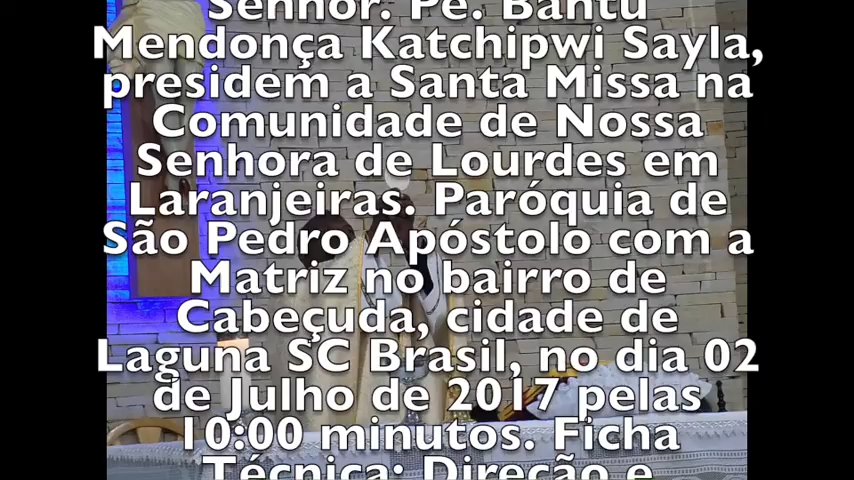 Senhor. Pe. Bantu
Mendonça Katchipwi Sayla,
presidem a Santa Missa na
Comunidade de Nossa
Senhora de Lourdes em
Laranjeiras. Paróquia de
São Pedro Apóstolo com a
Matriz no bairro de
Cabeçuda, cidade de
Laguna SC Brasil, no dia 02
de Julho de 2017 pelas
10:00 minutos. Ficha
Técnica: Direção e